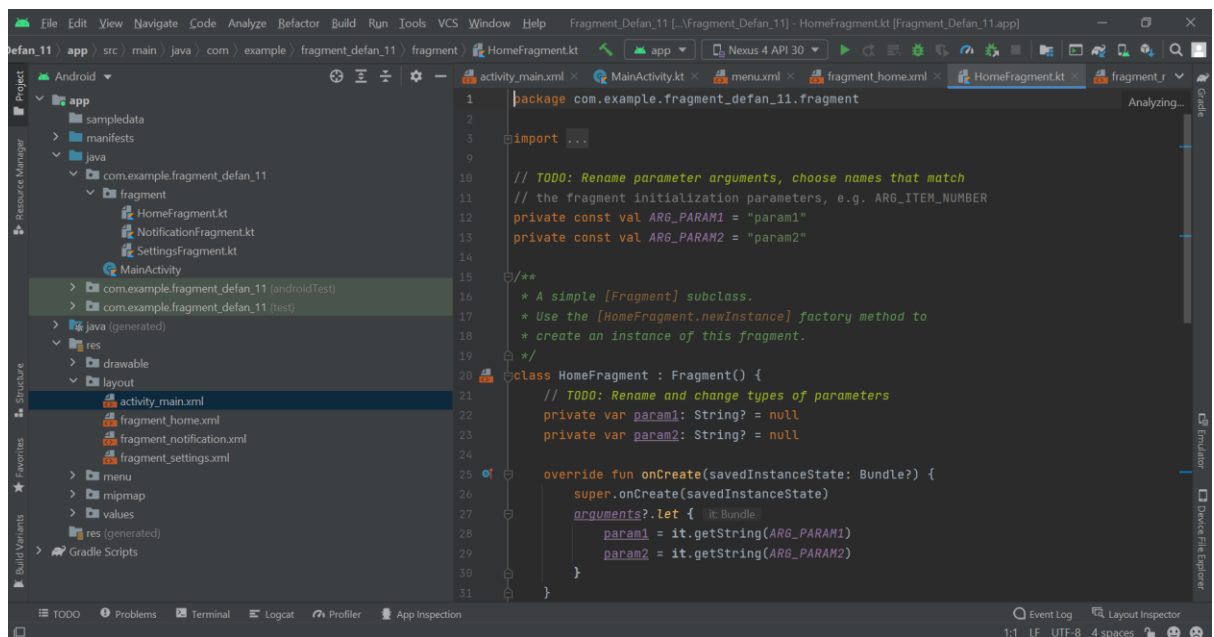 File Edit View Navigate Code Analyze Refactor Build Run Tools VCS Window Help Fragment_Defan_11 [...\Fragment_Defan_11] - HomeFragment.kt [Fragment_Defan_11.app]
Defan_11 app src main java com example fragment_defan_11 fragment HomeFragment.kt app Nexus 4 API 30
Android
activity_main.xml MainActivity.kt menu.xml fragment_home.xml HomeFragment.kt fragment_r
Project
Resource Manager
Structure
Favorites
Build Variants
app
sampledata
manifests
java
com.example.fragment_defan_11
fragment
HomeFragment.kt
NotificationFragment.kt
SettingsFragment.kt
MainActivity
com.example.fragment_defan_11 (androidTest)
com.example.fragment_defan_11 (test)
java (generated)
res
drawable
layout
activity_main.xml
fragment_home.xml
fragment_notification.xml
fragment_settings.xml
menu
mipmap
values
res (generated)
Gradle Scripts
1 package com.example.fragment_defan_11.fragment
2
3 import ...
9
10 // TODO: Rename parameter arguments, choose names that match
11 // the fragment initialization parameters, e.g. ARG_ITEM_NUMBER
12 private const val ARG_PARAM1 = "param1"
13 private const val ARG_PARAM2 = "param2"
14
15 /**
16 * A simple [Fragment] subclass.
17 * Use the [HomeFragment.newInstance] factory method to
18 * create an instance of this fragment.
19 */
20 class HomeFragment : Fragment() {
21 // TODO: Rename and change types of parameters
22 private var param1: String? = null
23 private var param2: String? = null
24
25 override fun onCreate(savedInstanceState: Bundle?) {
26 super.onCreate(savedInstanceState)
27 arguments?.let { it: Bundle
28 param1 = it.getString(ARG_PARAM1)
29 param2 = it.getString(ARG_PARAM2)
30 }
31 }
Analyzing...
Gradle
Emulator
Device File Explorer
TODO Problems Terminal Logcat Profiler App Inspection Event Log Layout Inspector
1:1 LF UTF-8 4 spaces